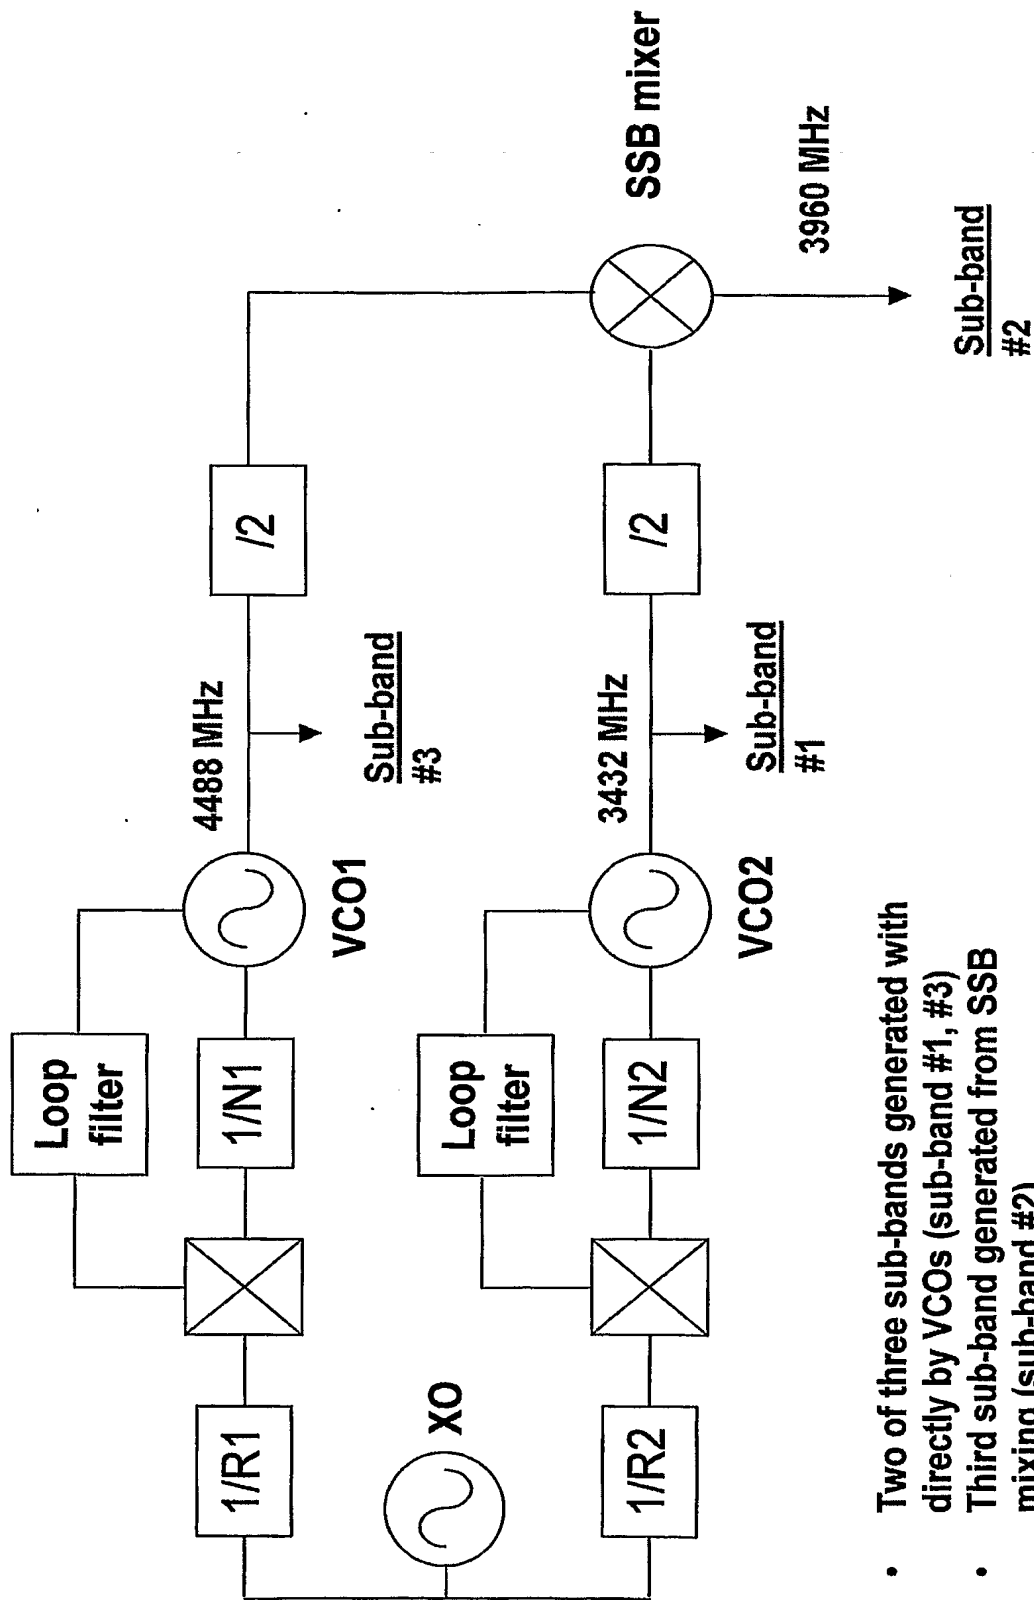 Loop
filter
1/R1
1/N1
4488 MHz
/2
VCO1
Sub-band
#3
XO
SSB mixer
Loop
filter
1/R2
1/N2
3432 MHz
/2
VCO2
Sub-band
#1
3960 MHz
Sub-band
#2
• Two of three sub-bands generated with
directly by VCOs (sub-band #1, #3)
• Third sub-band generated from SSB
mixing (sub-band #2)